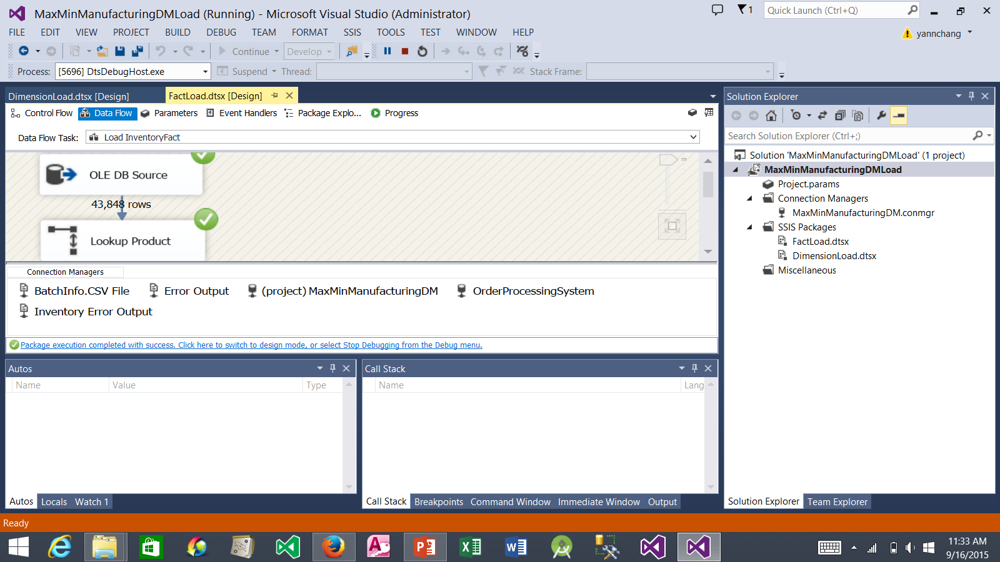 MaxMinManufacturingDMLoad (Running) - Microsoft Visual Studio (Administrator)
1
Quick Launch (Ctrl+Q)
FILE EDIT VIEW PROJECT BUILD DEBUG TEAM FORMAT SSIS TOOLS TEST WINDOW HELP
yannchang
Continue Develop
Process: [5696] DtsDebugHost.exe Suspend Thread: Stack Frame:
DimensionLoad.dtsx [Design] FactLoad.dtsx [Design]
Control Flow Data Flow Parameters Event Handlers Package Explo... Progress
Data Flow Task: Load InventoryFact
OLE DB Source
43,848 rows
Lookup Product
Connection Managers
BatchInfo.CSV File Error Output (project) MaxMinManufacturingDM OrderProcessingSystem
Inventory Error Output
Package execution completed with success. Click here to switch to design mode, or select Stop Debugging from the Debug menu.
Autos
Name Value Type
Autos Locals Watch 1
Call Stack
Name Lang
Call Stack Breakpoints Command Window Immediate Window Output
Solution Explorer
Search Solution Explorer (Ctrl+;)
Solution 'MaxMinManufacturingDMLoad' (1 project)
MaxMinManufacturingDMLoad
Project.params
Connection Managers
MaxMinManufacturingDM.conmgr
SSIS Packages
FactLoad.dtsx
DimensionLoad.dtsx
Miscellaneous
Solution Explorer Team Explorer
Ready
11:33 AM
9/16/2015